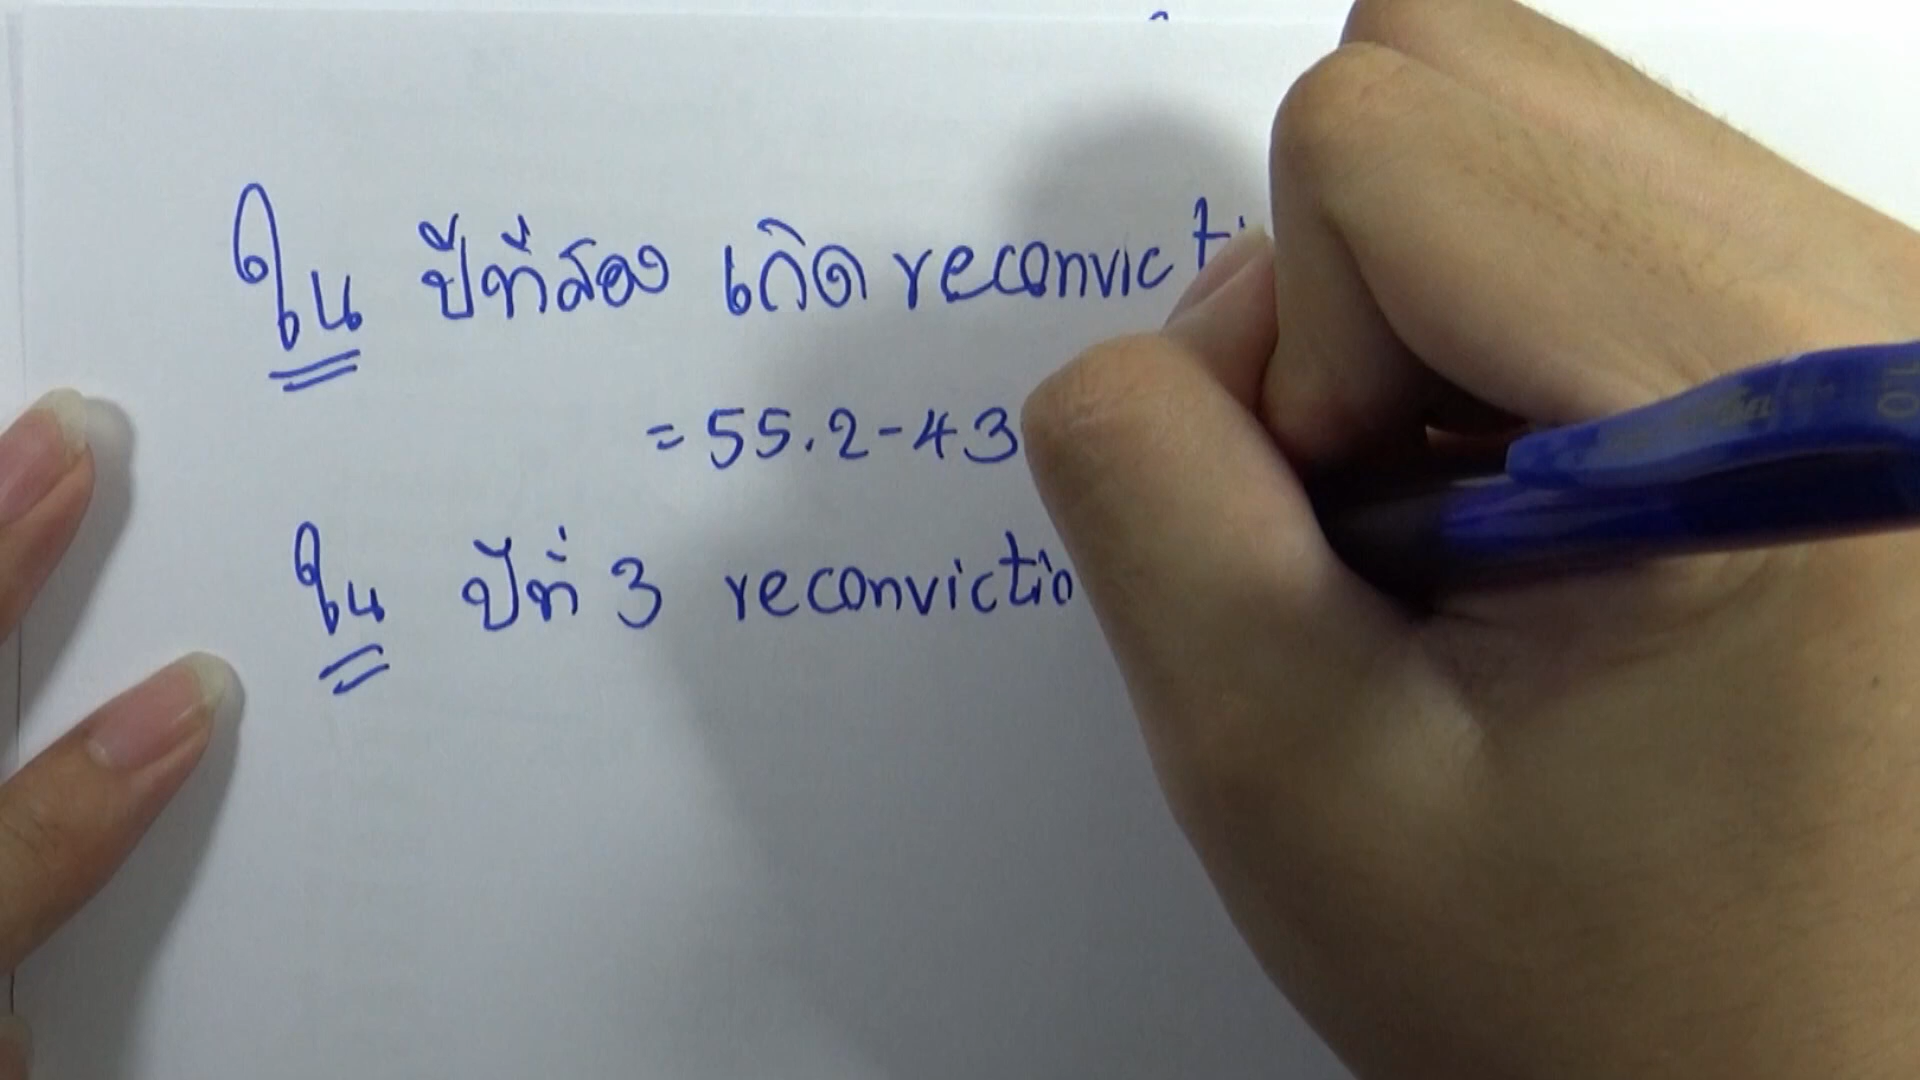 ใน ปีที่สอง เกิด reconvicti
= 55.2-43
ใน ปีที่ 3 reconvictio